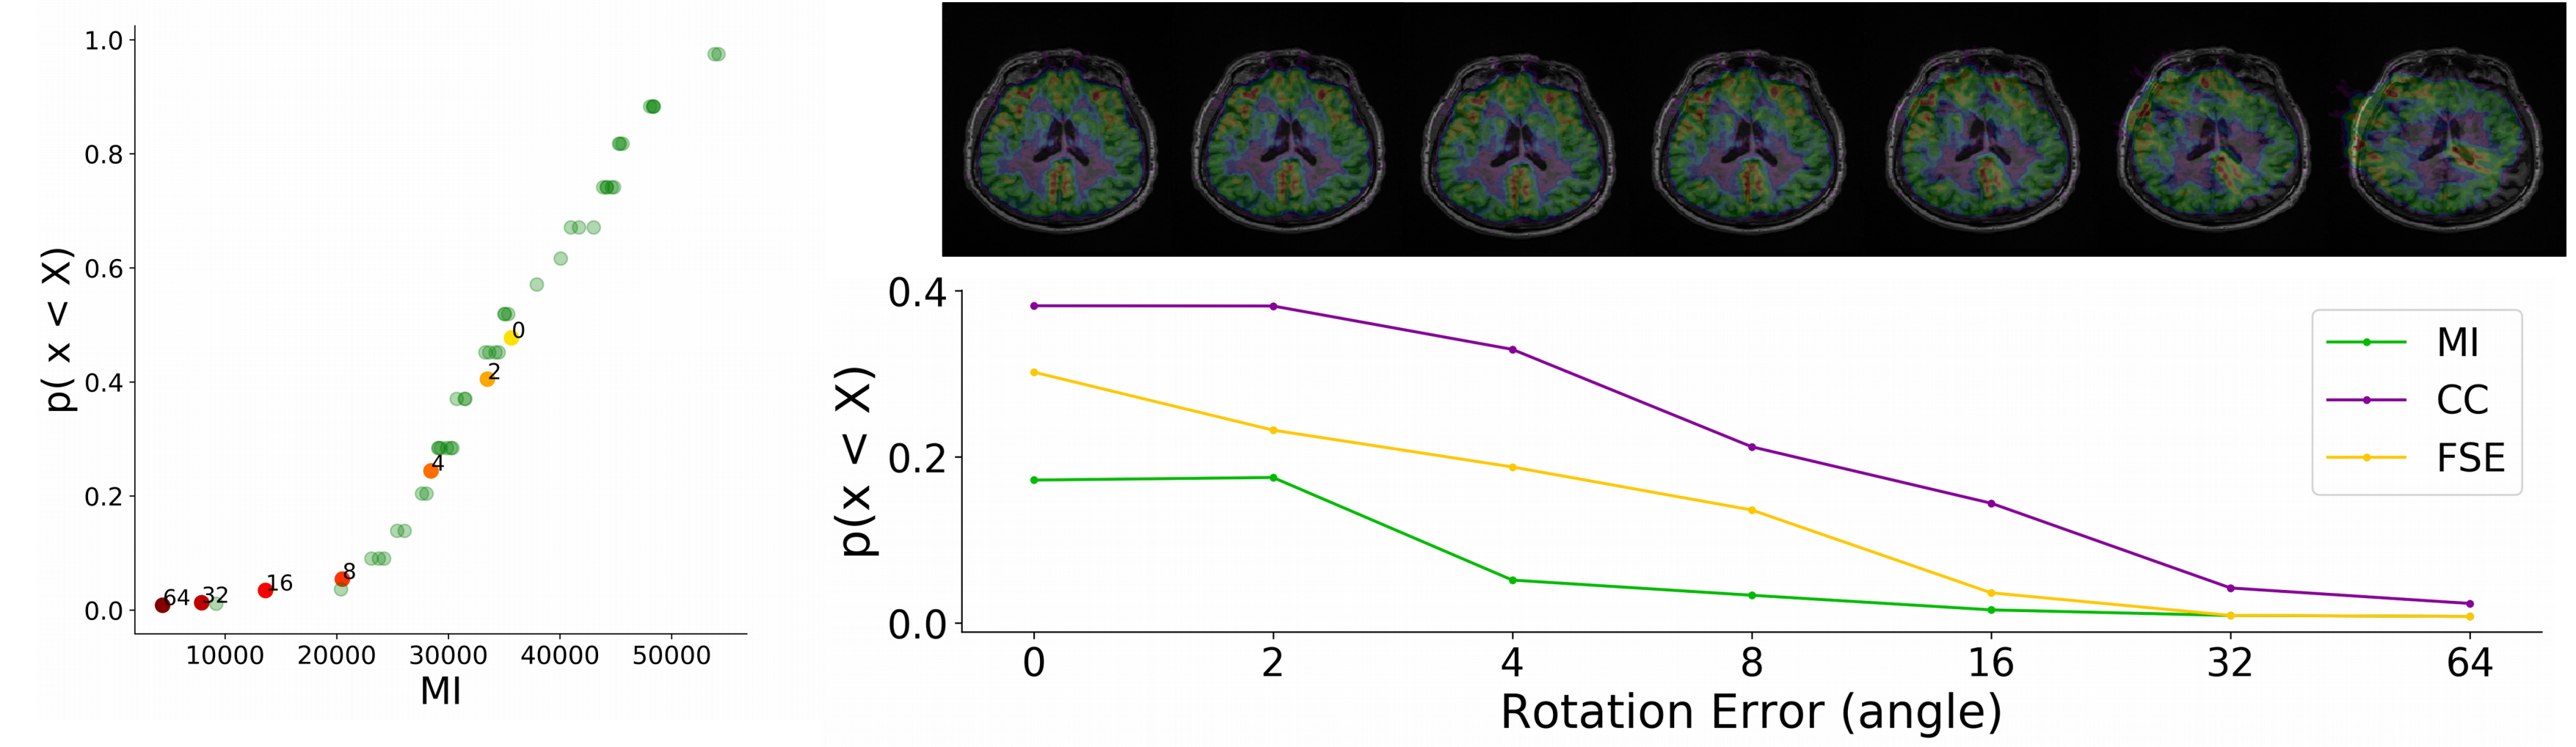 1.0
0.8
0.6
0.4
0.2
0.0
p( x < X)
0
2
4
8
16
32
64
10000 20000 30000 40000 50000
MI
0.4
0.2
0.0
p(x < X)
MI
CC
FSE
0 2 4 8 16 32 64
Rotation Error (angle)